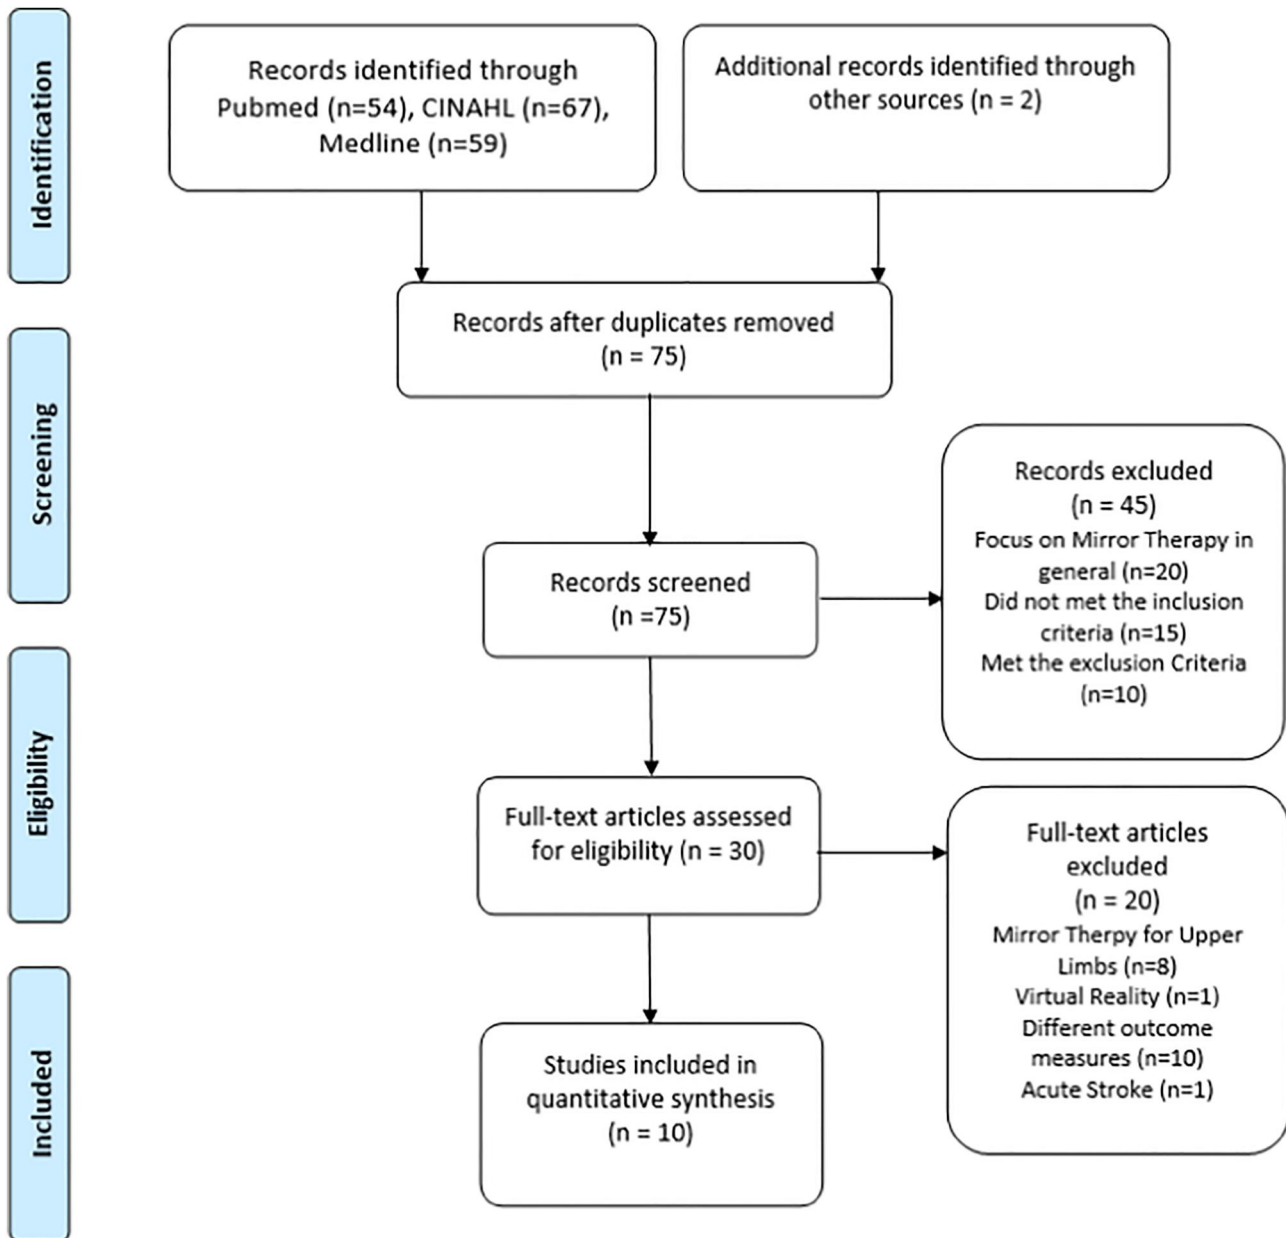 Identification
Records identified through
Pubmed (n=54), CINAHL (n=67),
Medline (n=59)
Additional records identified through
other sources (n = 2)
Records after duplicates removed
(n = 75)
Screening
Records screened
(n =75)
Records excluded
(n = 45)
Focus on Mirror Therapy in
general (n=20)
Did not met the inclusion
criteria (n=15)
Met the exclusion Criteria
(n=10)
Eligibility
Full-text articles assessed
for eligibility (n = 30)
Full-text articles
excluded
(n = 20)
Mirror Therpy for Upper
Limbs (n=8)
Virtual Reality (n=1)
Different outcome
measures (n=10)
Acute Stroke (n=1)
Included
Studies included in
quantitative synthesis
(n = 10)